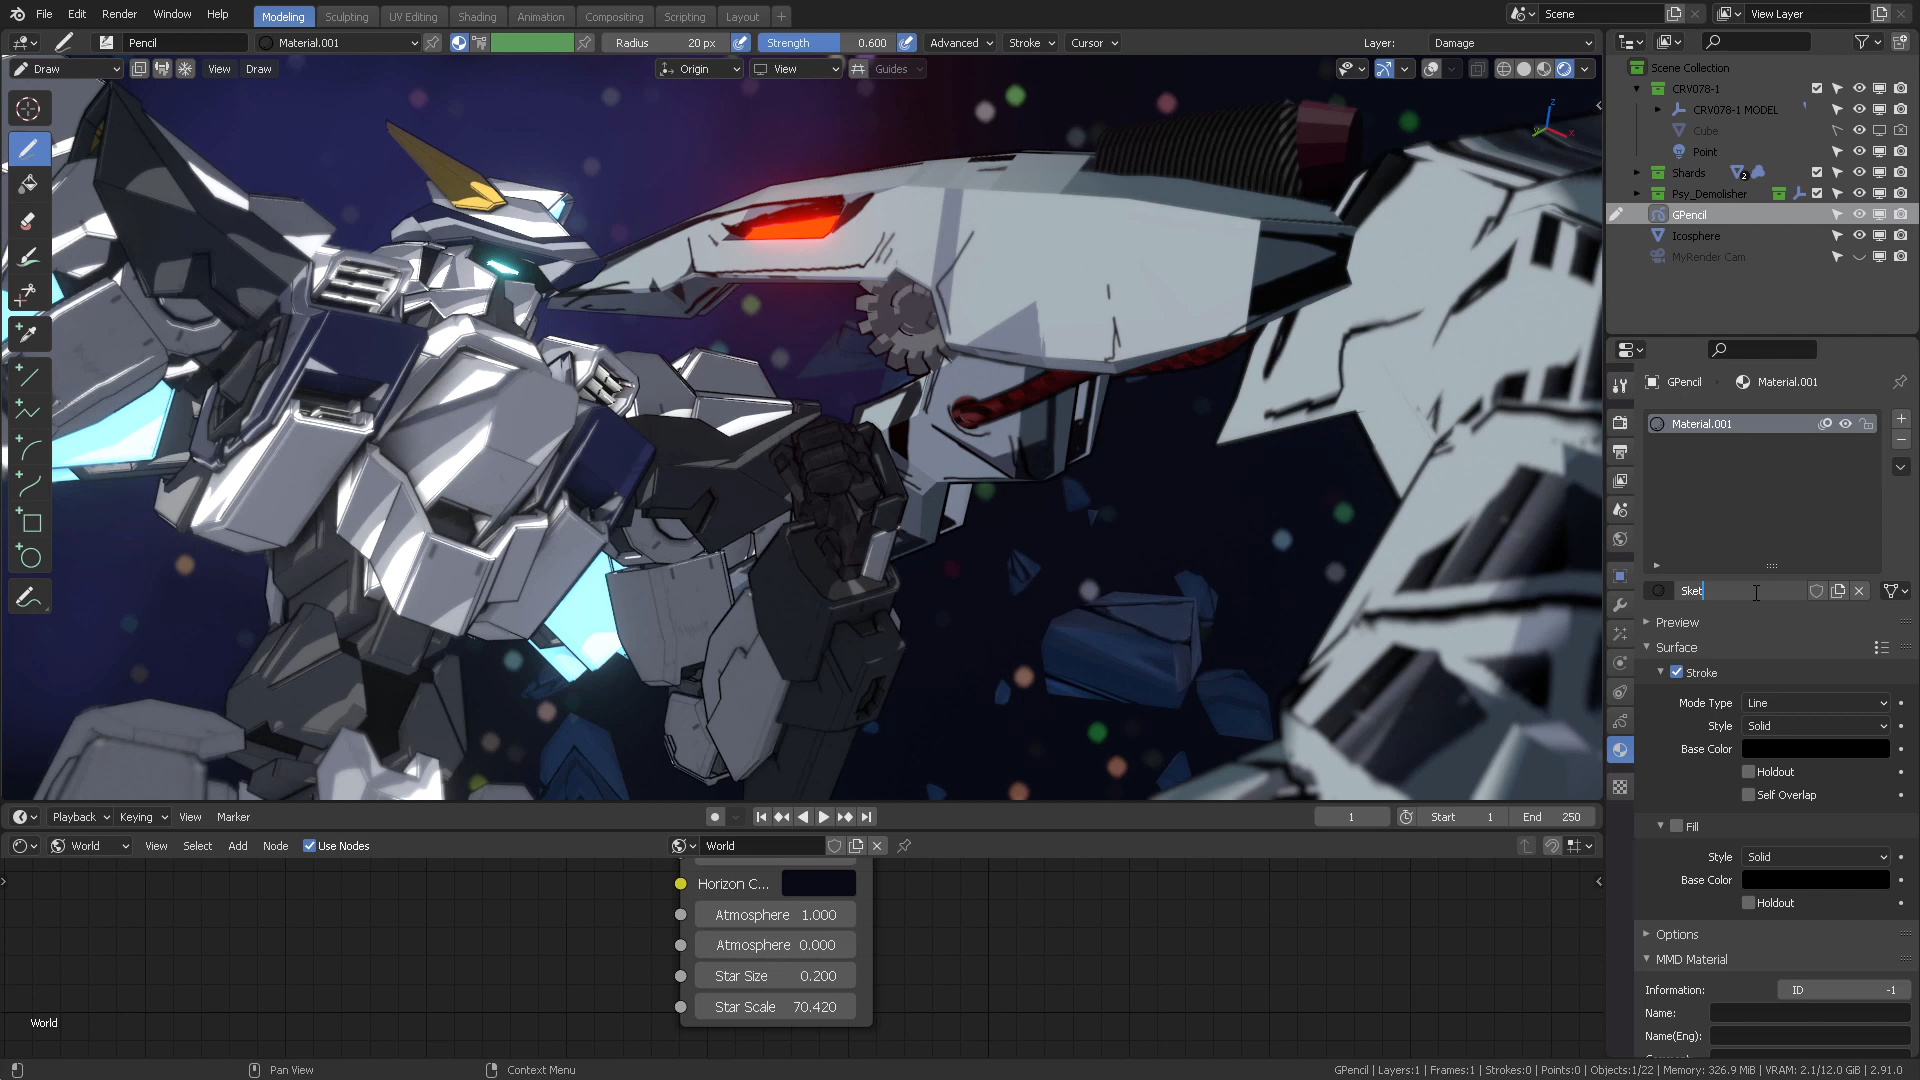 File Edit Render Window Help Modeling Sculpting UV Editing Shading Animation Compositing Scripting Layout Scene View Layer
Pencil Material.001 Radius 20 px Strength 0.600 Advanced Stroke Cursor Layer: Damage
Draw View Draw Origin View Guides
Scene Collection
CRV078-1
CRV078-1 MODEL
Cube
Point
Shards 2
Psy_Demolisher
GPencil
Icosphere
MyRender Cam
Z
X
GPencil Material.001
Material.001
Sket
Preview
Surface
Stroke
Mode Type Line
Style Solid
Base Color
Holdout
Self Overlap
Fill
Style Solid
Base Color
Holdout
Options
MMD Material
Information: ID -1
Name:
Name(Eng):
Playback Keying View Marker 1 Start 1 End 250
World View Select Add Node Use Nodes World
Horizon C...
Atmosphere 1.000
Atmosphere 0.000
Star Size 0.200
Star Scale 70.420
World
Pan View Context Menu GPencil | Layers:1 | Frames:1 | Strokes:0 | Points:0 | Objects:1/22 | Memory: 326.9 MiB | VRAM: 2.1/12.0 GiB | 2.91.0